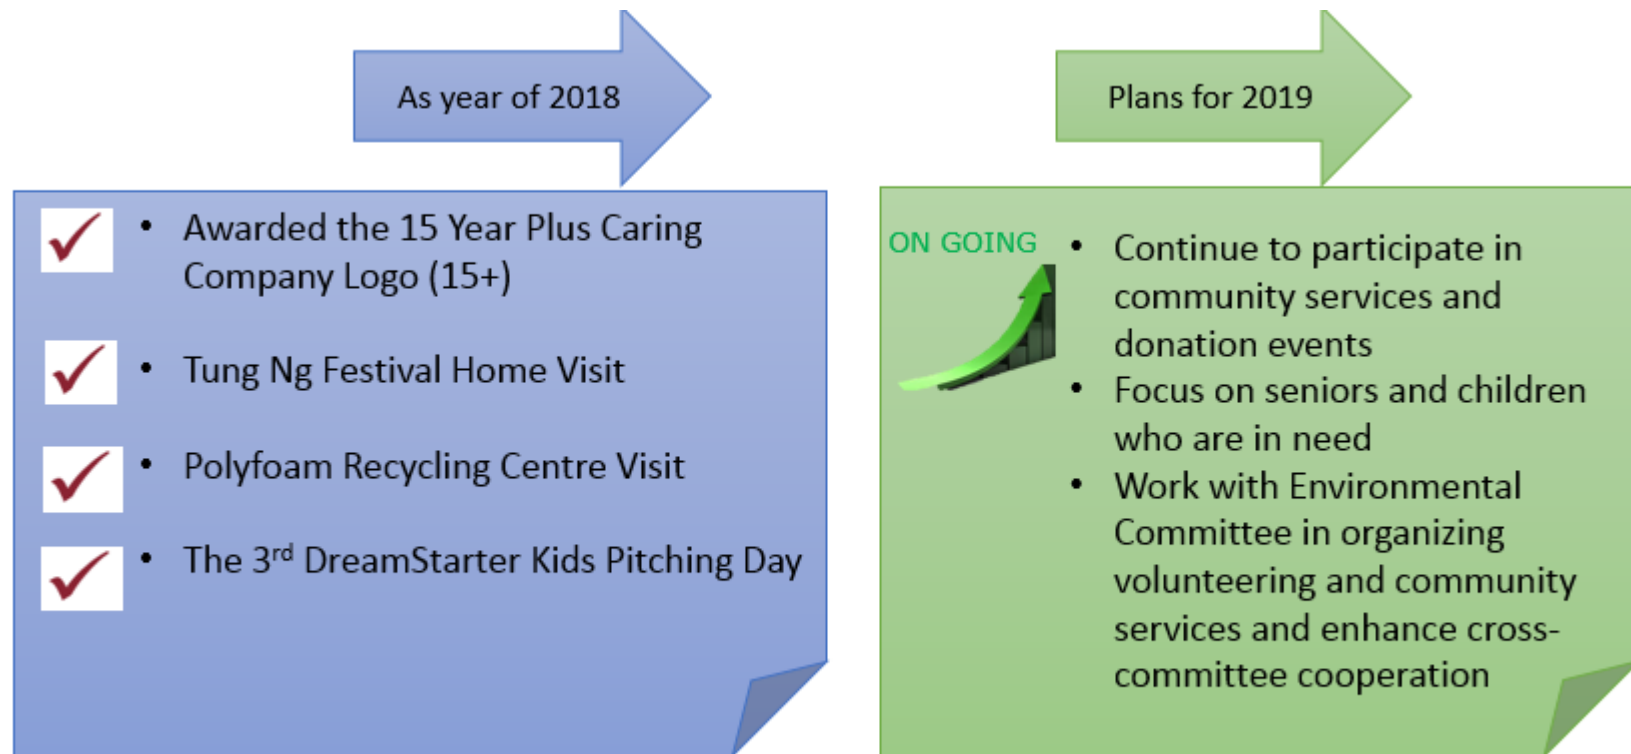 As year of 2018
• Awarded the 15 Year Plus Caring
Company Logo (15+)
• Tung Ng Festival Home Visit
• Polyfoam Recycling Centre Visit
• The 3rd DreamStarter Kids Pitching Day
Plans for 2019
ON GOING
• Continue to participate in
community services and
donation events
• Focus on seniors and children
who are in need
• Work with Environmental
Committee in organizing
volunteering and community
services and enhance cross-
committee cooperation